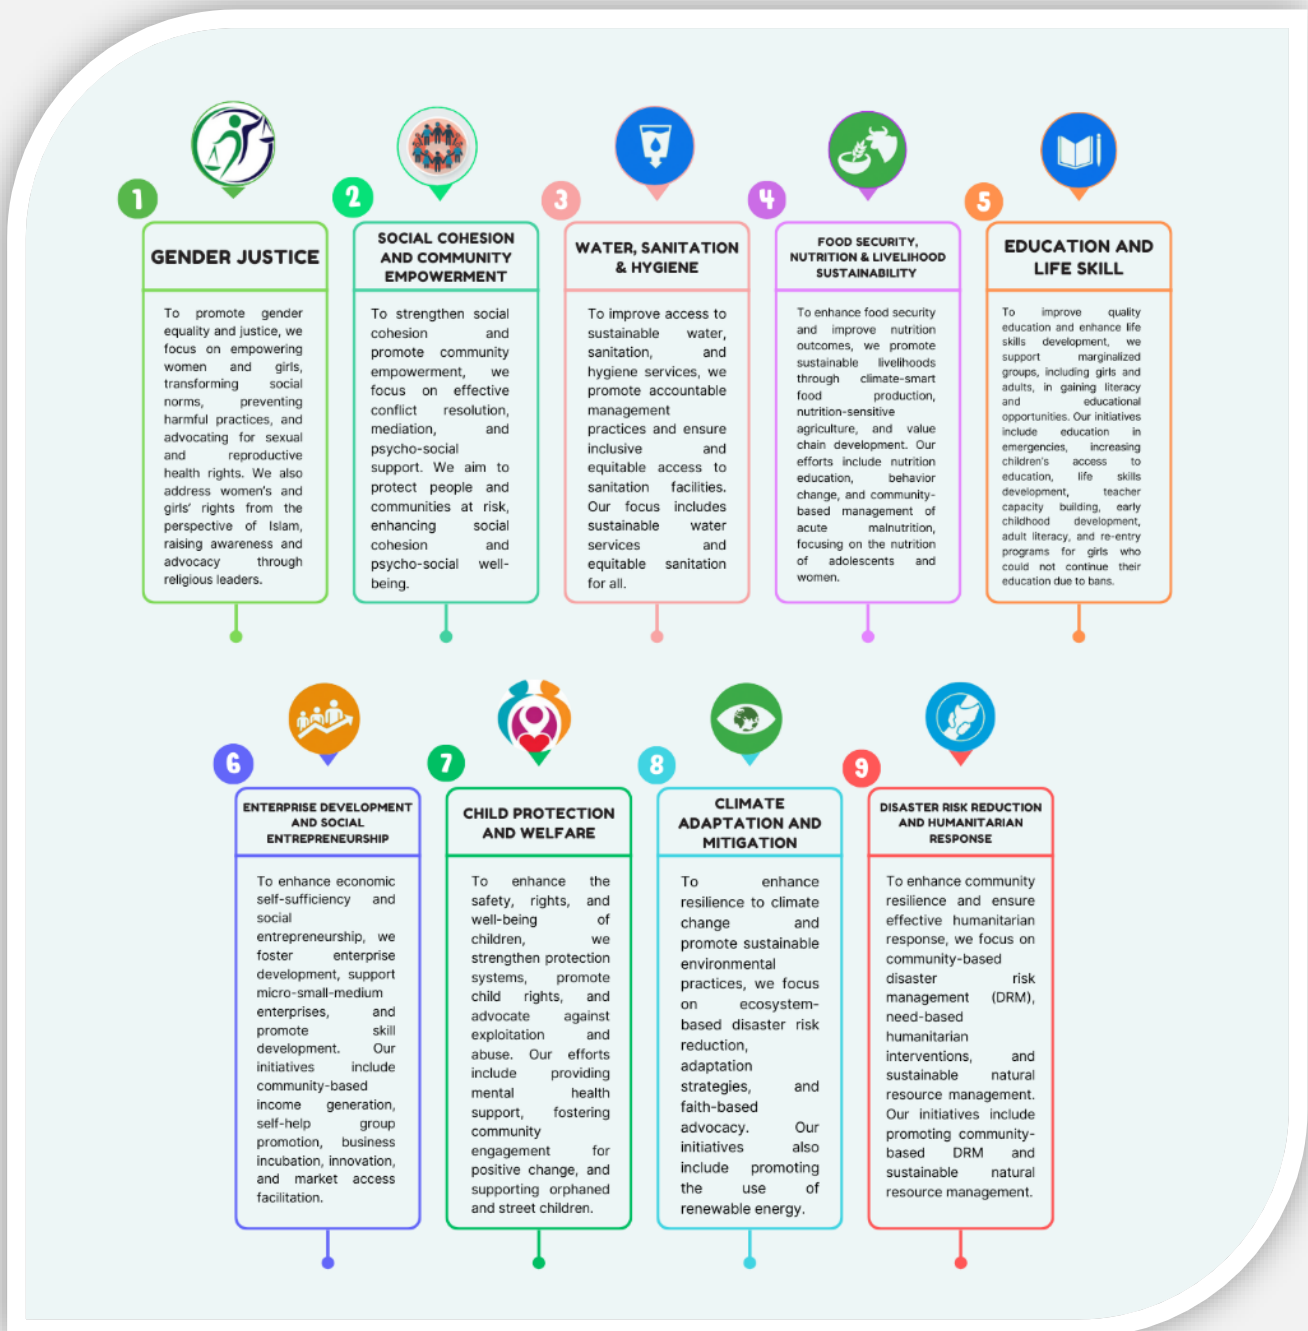 1
GENDER JUSTICE
To promote gender
equality and justice, we
focus on empowering
women and girls,
transforming social
norms, preventing
harmful practices, and
advocating for sexual
and reproductive
health rights. We also
address women's and
girls' rights from the
perspective of Islam,
raising awareness and
advocacy through
religious leaders.
2
SOCIAL COHESION
AND COMMUNITY
EMPOWERMENT
To strengthen social
cohesion and
promote community
empowerment, we
focus on effective
conflict resolution,
mediation, and
psycho-social
support. We aim to
protect people and
communities at risk,
enhancing social
cohesion and
psycho-social well-
being.
3
WATER, SANITATION
& HYGIENE
To improve access to
sustainable water,
sanitation, and
hygiene services, we
promote accountable
management
practices and ensure
inclusive and
equitable access to
sanitation facilities.
Our focus includes
sustainable water
services and
equitable sanitation
for all.
4
FOOD SECURITY,
NUTRITION & LIVELIHOOD
SUSTAINABILITY
To enhance food security
and improve nutrition
outcomes, we promote
sustainable livelihoods
through climate-smart
food production,
nutrition-sensitive
agriculture, and value
chain development. Our
efforts include nutrition
education, behavior
change, and community-
based management of
acute malnutrition,
focusing on the nutrition
of adolescents and
women.
5
EDUCATION AND
LIFE SKILL
To improve quality
education and enhance life
skills development, we
support marginalized
groups, including girls and
adults, in gaining literacy
and educational
opportunities. Our initiatives
include education in
emergencies, increasing
children's access to
education, life skills
development, teacher
capacity building, early
childhood development,
adult literacy, and re-entry
programs for girls who
could not continue their
education due to bans.
6
ENTERPRISE DEVELOPMENT
AND SOCIAL
ENTREPRENEURSHIP
To enhance economic
self-sufficiency and
social
entrepreneurship, we
foster enterprise
development, support
micro-small-medium
enterprises, and
promote skill
development. Our
initiatives include
community-based
income generation,
self-help group
promotion, business
incubation, innovation,
and market access
facilitation.
7
CHILD PROTECTION
AND WELFARE
To enhance the
safety, rights, and
well-being of
children, we
strengthen protection
systems, promote
child rights, and
advocate against
exploitation and
abuse. Our efforts
include providing
mental health
support, fostering
community
engagement for
positive change, and
supporting orphaned
and street children.
8
CLIMATE
ADAPTATION AND
MITIGATION
To enhance
resilience to climate
change and
promote sustainable
environmental
practices, we focus
on ecosystem-
based disaster risk
reduction,
adaptation
strategies, and
faith-based
advocacy. Our
initiatives also
include promoting
the use of
renewable energy.
9
DISASTER RISK REDUCTION
AND HUMANITARIAN
RESPONSE
To enhance community
resilience and ensure
effective humanitarian
response, we focus on
community-based
disaster risk
management (DRM),
need-based
humanitarian
interventions, and
sustainable natural
resource management.
Our initiatives include
promoting community-
based DRM and
sustainable natural
resource management.